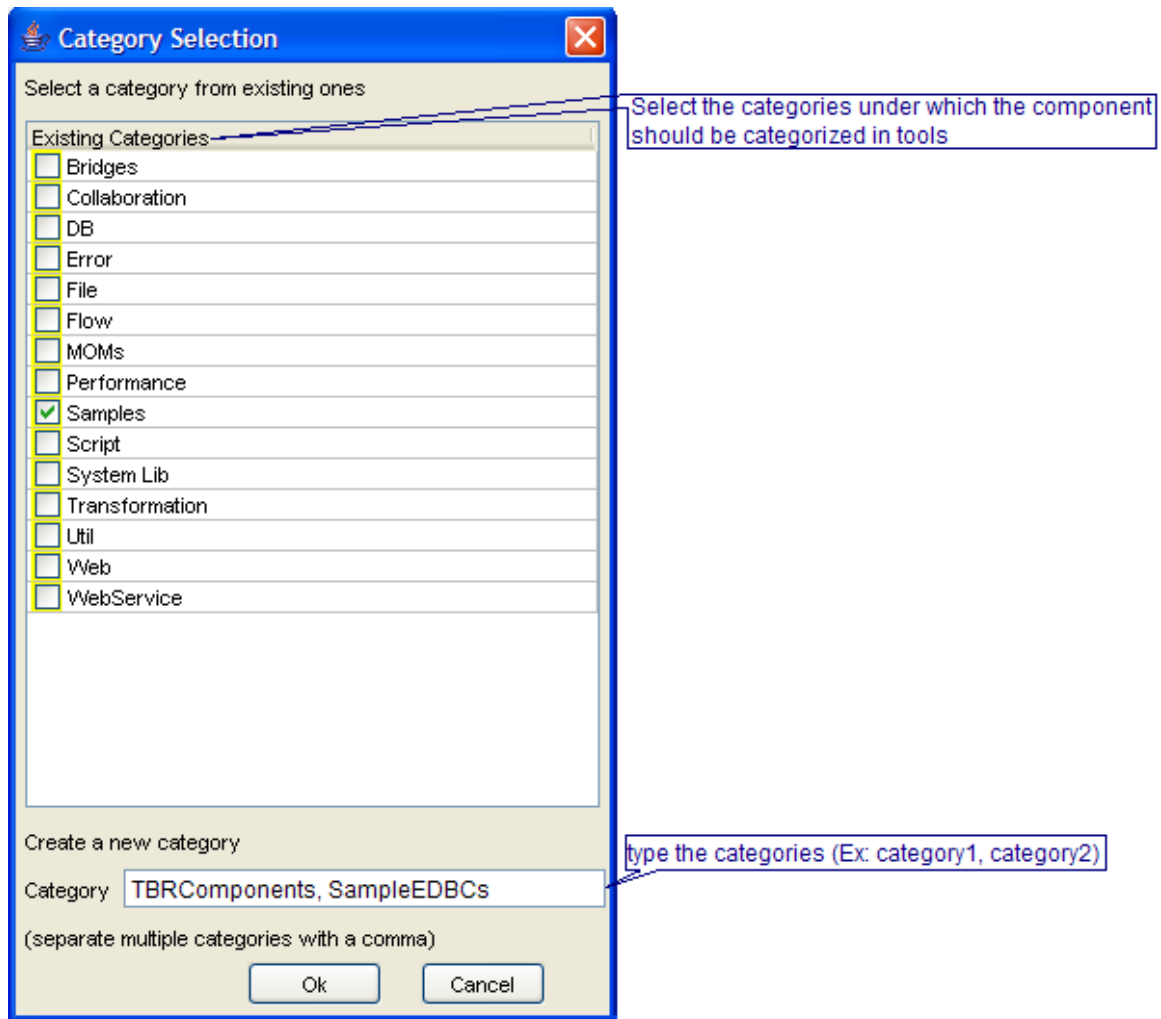 Category Selection
Select a category from existing ones
Select the categories under which the component
should be categorized in tools
Existing Categories
Bridges
Collaboration
DB
Error
File
Flow
MOMs
Performance
Samples
Script
System Lib
Transformation
Util
Web
WebService
Create a new category
type the categories (Ex: category1, category2)
Category TBRComponents, SampleEDBCs
(separate multiple categories with a comma)
Ok Cancel